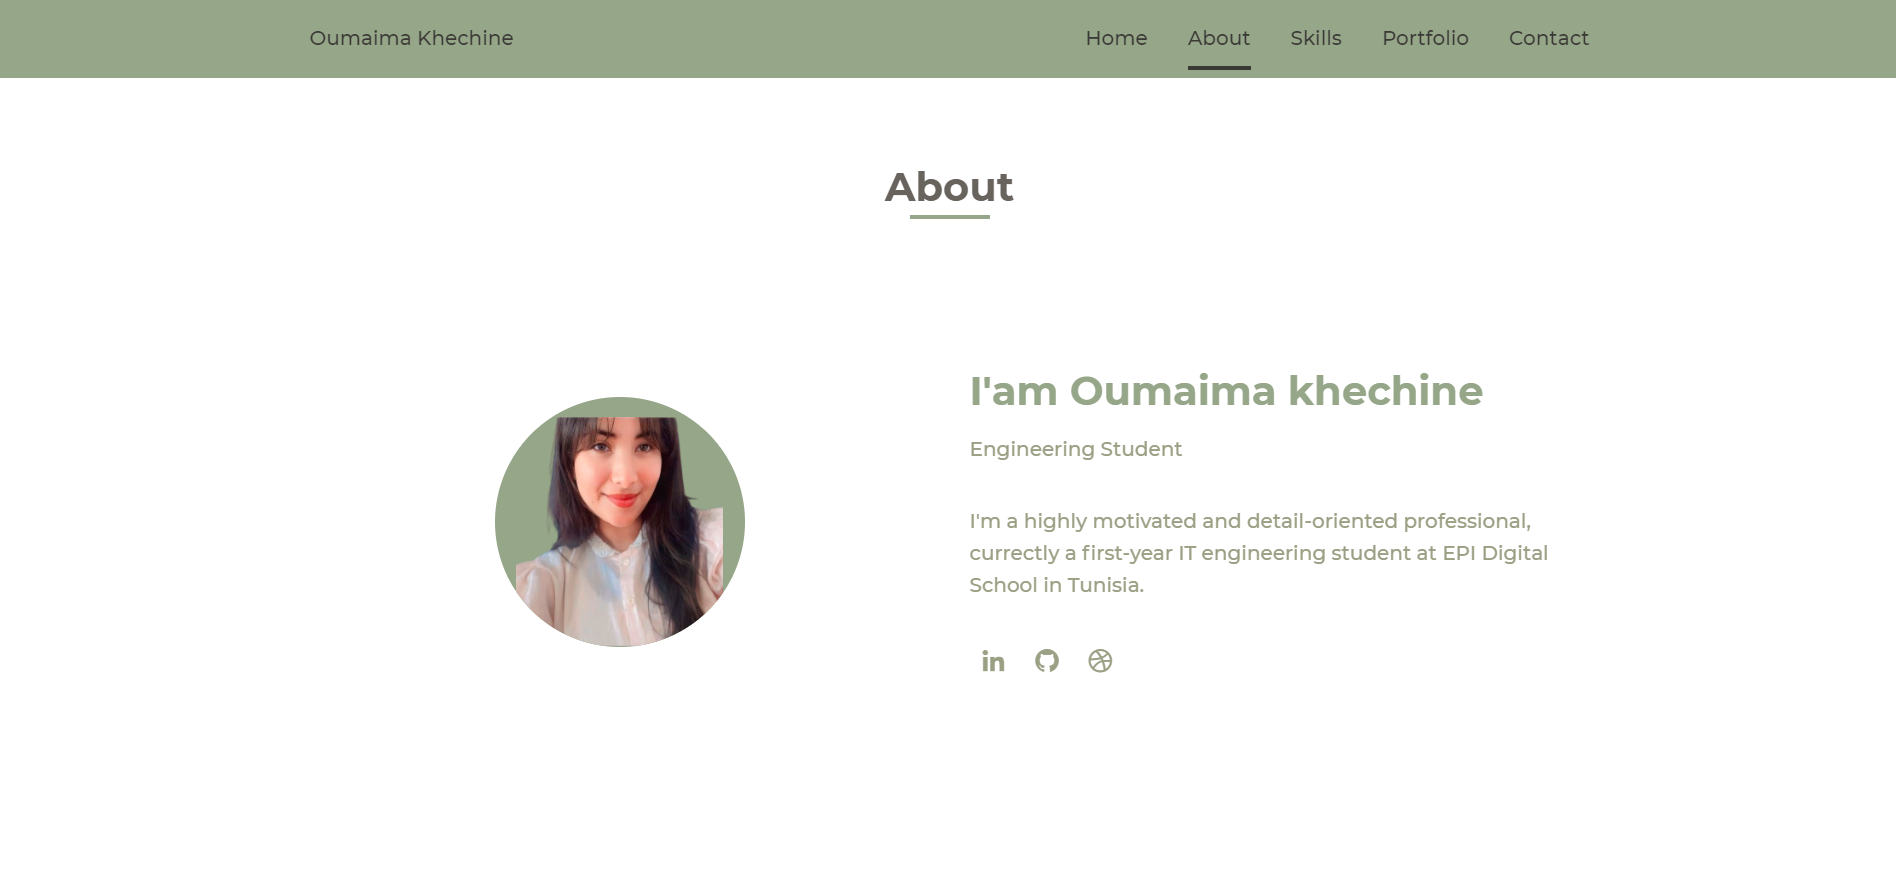 Oumaima Khechine
Home About Skills Portfolio Contact
About
I'am Oumaima khechine
Engineering Student
I'm a highly motivated and detail-oriented professional,
currectly a first-year IT engineering student at EPI Digital
School in Tunisia.
in